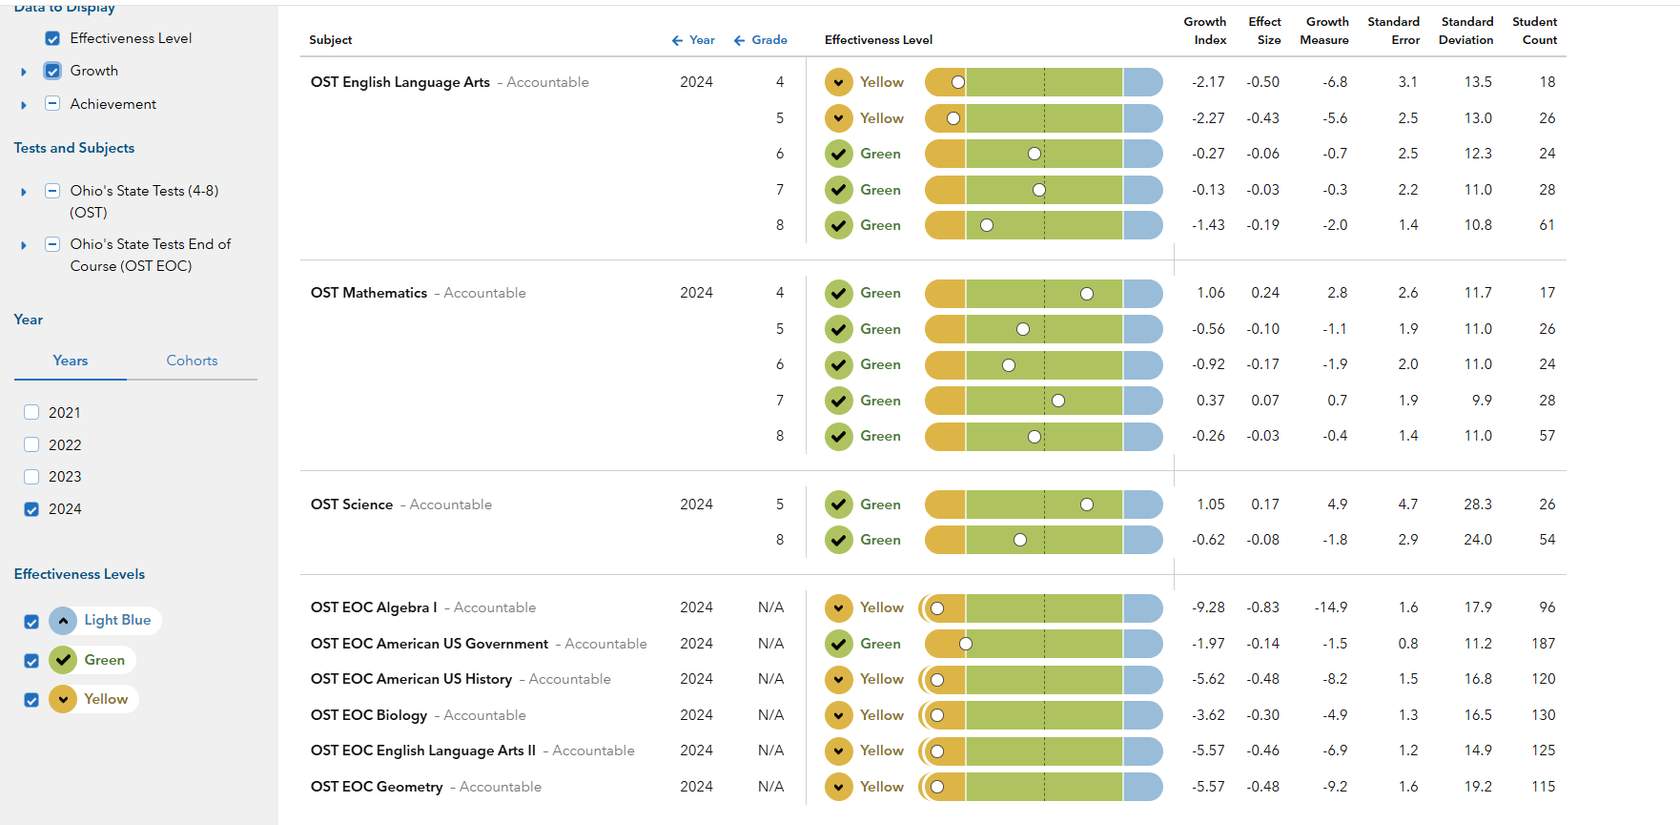 Data to Display
Effectiveness Level
Growth
Achievement
Tests and Subjects
Ohio's State Tests (4-8)
(OST)
Ohio's State Tests End of
Course (OST EOC)
Year
Years Cohorts
2021
2022
2023
2024
Effectiveness Levels
Light Blue
Green
Yellow
Growth Effect Growth Standard Standard Student
Subject Year Grade Effectiveness Level Index Size Measure Error Deviation Count
OST English Language Arts – Accountable 2024 4 Yellow -2.17 -0.50 -6.8 3.1 13.5 18
5 Yellow -2.27 -0.43 -5.6 2.5 13.0 26
6 Green -0.27 -0.06 -0.7 2.5 12.3 24
7 Green -0.13 -0.03 -0.3 2.2 11.0 28
8 Green -1.43 -0.19 -2.0 1.4 10.8 61
OST Mathematics – Accountable 2024 4 Green 1.06 0.24 2.8 2.6 11.7 17
5 Green -0.56 -0.10 -1.1 1.9 11.0 26
6 Green -0.92 -0.17 -1.9 2.0 11.0 24
7 Green 0.37 0.07 0.7 1.9 9.9 28
8 Green -0.26 -0.03 -0.4 1.4 11.0 57
OST Science – Accountable 2024 5 Green 1.05 0.17 4.9 4.7 28.3 26
8 Green -0.62 -0.08 -1.8 2.9 24.0 54
OST EOC Algebra I – Accountable 2024 N/A Yellow -9.28 -0.83 -14.9 1.6 17.9 96
OST EOC American US Government – Accountable 2024 N/A Green -1.97 -0.14 -1.5 0.8 11.2 187
OST EOC American US History – Accountable 2024 N/A Yellow -5.62 -0.48 -8.2 1.5 16.8 120
OST EOC Biology – Accountable 2024 N/A Yellow -3.62 -0.30 -4.9 1.3 16.5 130
OST EOC English Language Arts II – Accountable 2024 N/A Yellow -5.57 -0.46 -6.9 1.2 14.9 125
OST EOC Geometry – Accountable 2024 N/A Yellow -5.57 -0.48 -9.2 1.6 19.2 115